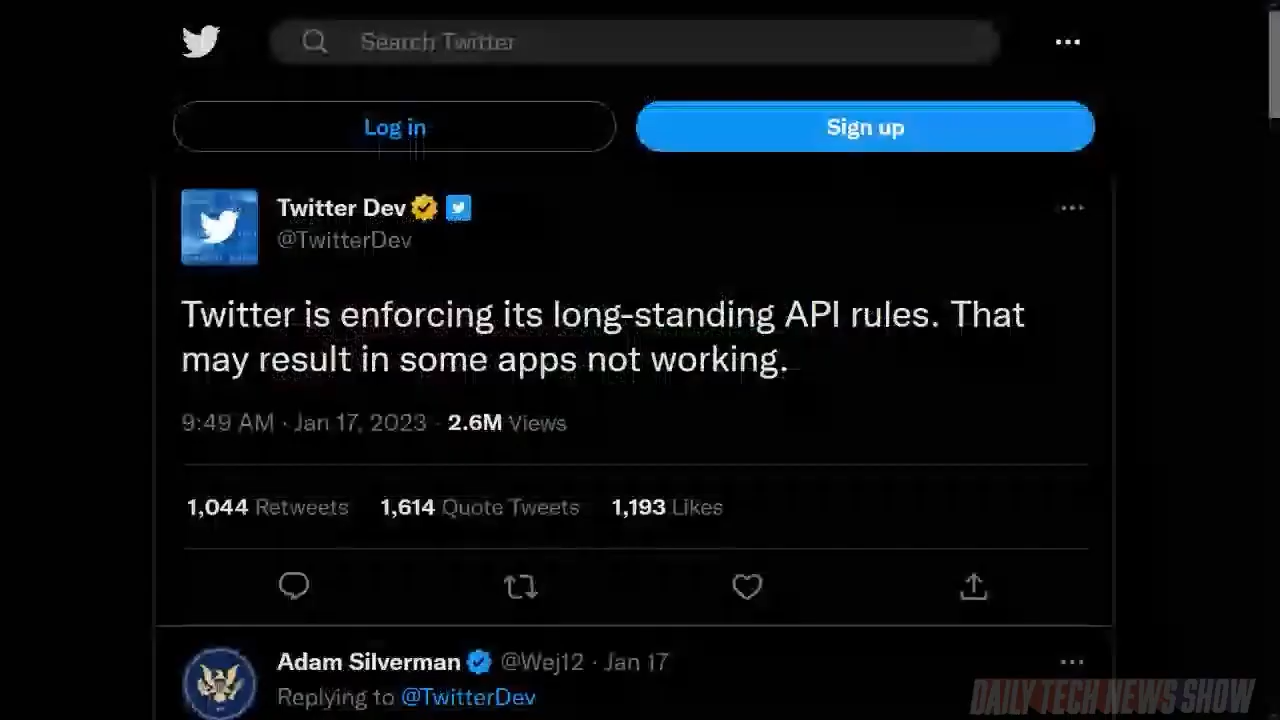 Search Twitter
Log in
Sign up
Twitter Dev
@TwitterDev
Twitter is enforcing its long-standing API rules. That
may result in some apps not working.
9:49 AM · Jan 17, 2023 · 2.6M Views
1,044 Retweets 1,614 Quote Tweets 1,193 Likes
Adam Silverman @Wej12 · Jan 17
Replying to @TwitterDev
DAILY TECH NEWS SHOW